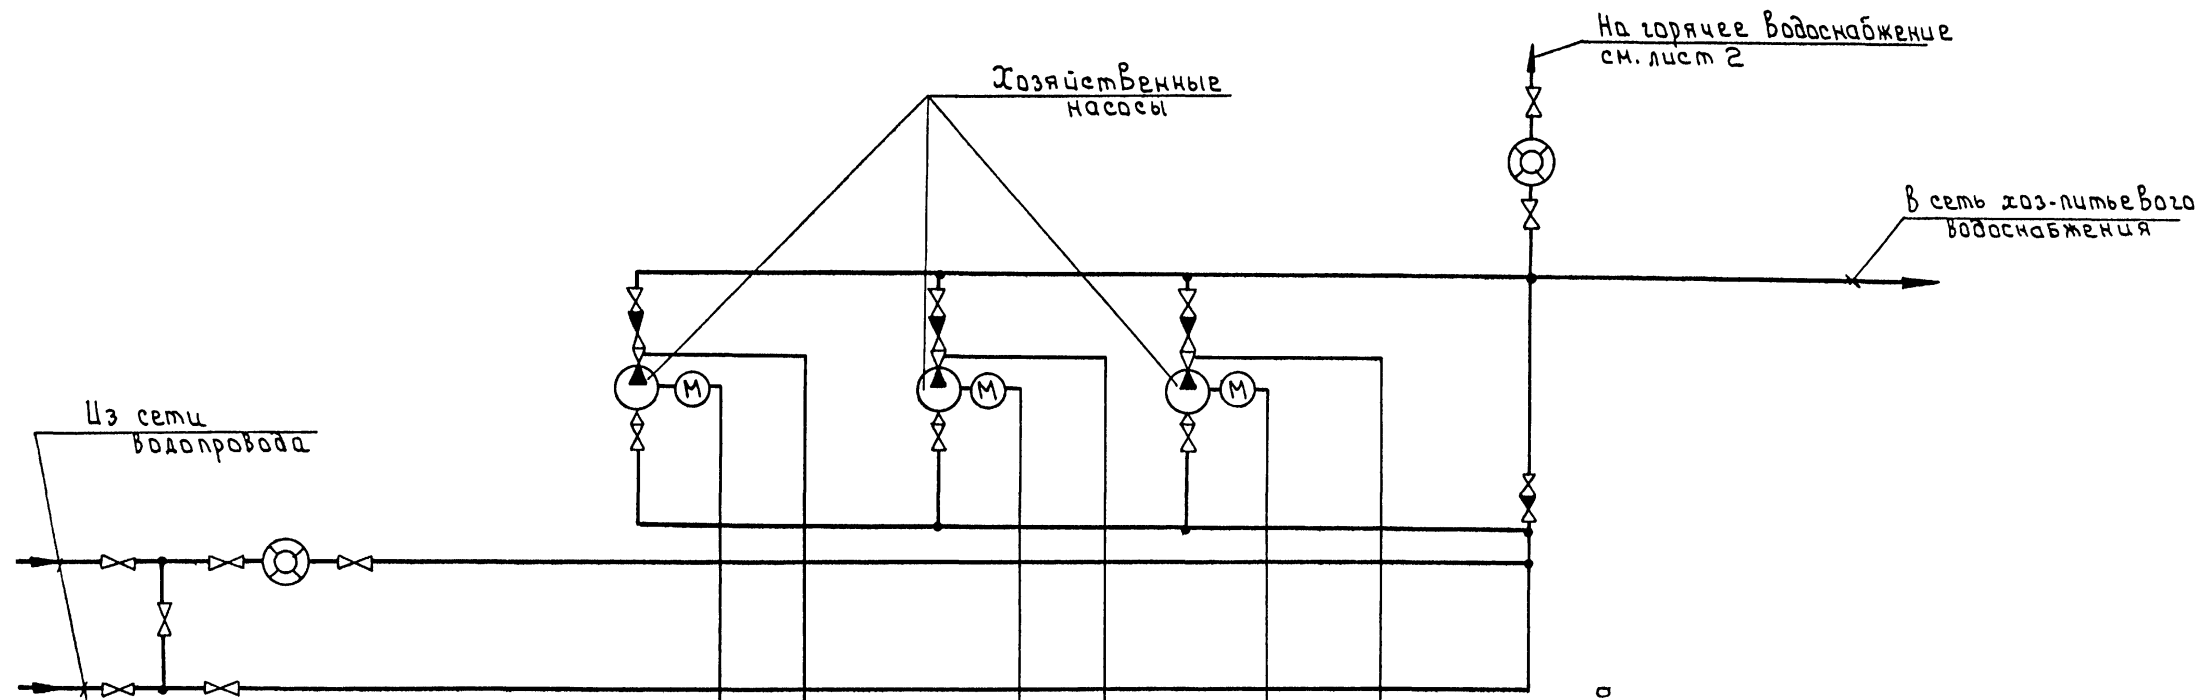 На горячее водоснабжение
см. лист 2
Хозяйственные
насосы
В сеть хоз-питьевого
водоснабжения
М
М
М
Из сети
водопровода